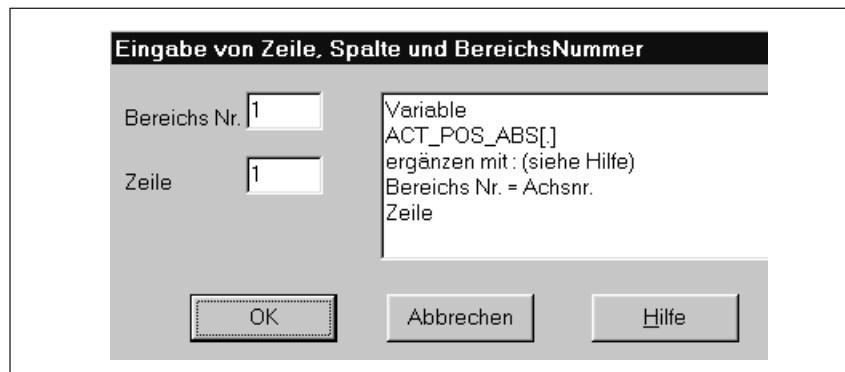 Eingabe von Zeile, Spalte und BereichsNummer
Bereichs Nr. 1
Zeile 1
Variable
ACT_POS_ABS[.]
ergänzen mit : (siehe Hilfe)
Bereichs Nr. = Achsnr.
Zeile
OK Abbrechen Hilfe